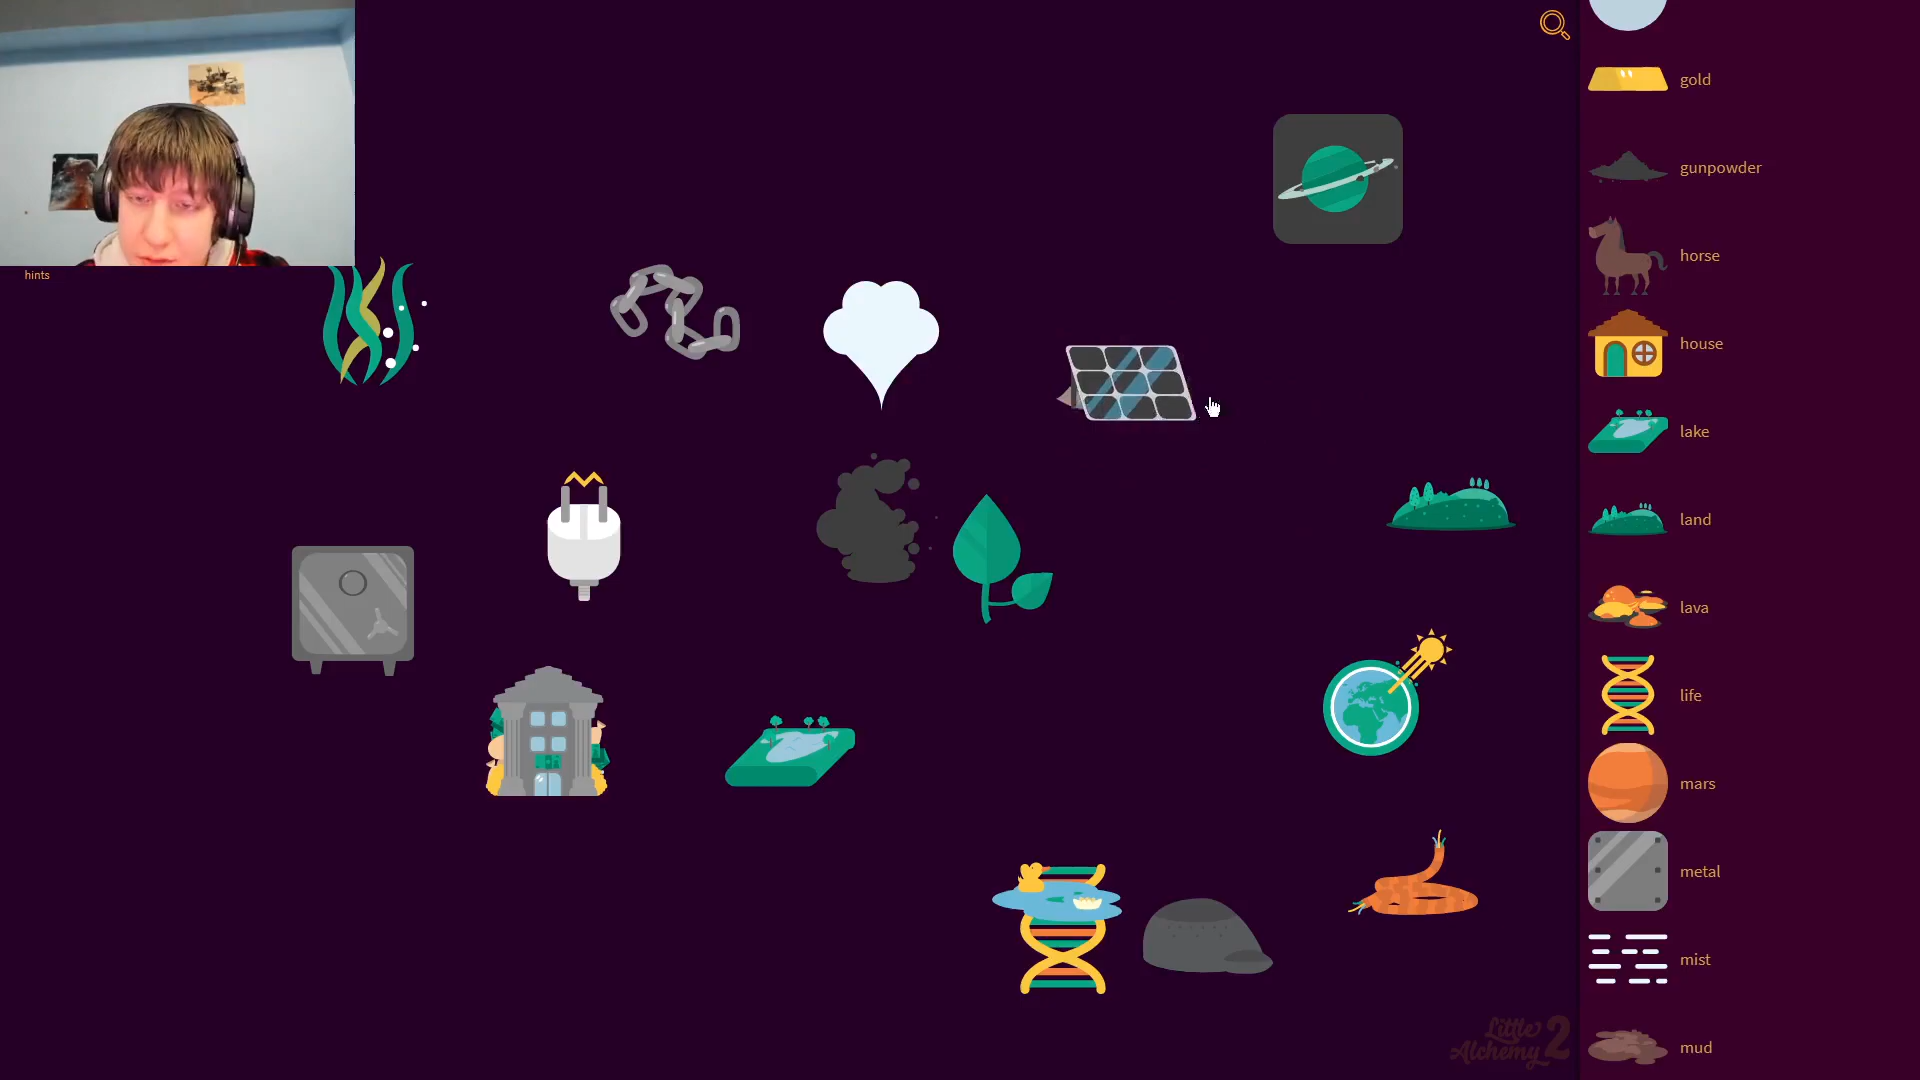 gold
gunpowder
horse
house
hints
lake
land
lava
life
mars
metal
mist
mud
Little
Alchemy 2